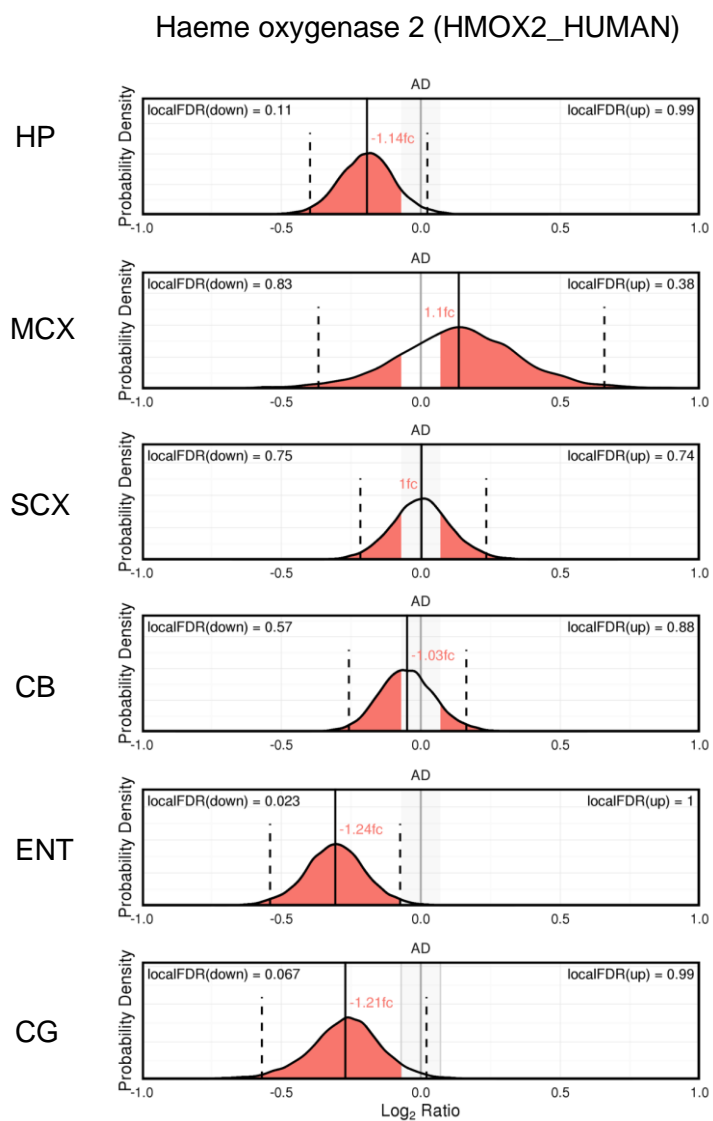 Haeme oxygenase 2 (HMOX2_HUMAN)
HP
AD
localFDR(down) = 0.11
localFDR(up) = 0.99
-1.14fc
Probability Density
-1.0 -0.5 0.0 0.5 1.0
MCX
AD
localFDR(down) = 0.83
localFDR(up) = 0.38
1.1fc
Probability Density
-1.0 -0.5 0.0 0.5 1.0
SCX
AD
localFDR(down) = 0.75
localFDR(up) = 0.74
1fc
Probability Density
-1.0 -0.5 0.0 0.5 1.0
CB
AD
localFDR(down) = 0.57
localFDR(up) = 0.88
-1.03fc
Probability Density
-1.0 -0.5 0.0 0.5 1.0
ENT
AD
localFDR(down) = 0.023
localFDR(up) = 1
-1.24fc
Probability Density
-1.0 -0.5 0.0 0.5 1.0
CG
AD
localFDR(down) = 0.067
localFDR(up) = 0.99
-1.21fc
Probability Density
-1.0 -0.5 0.0 0.5 1.0
Log₂ Ratio